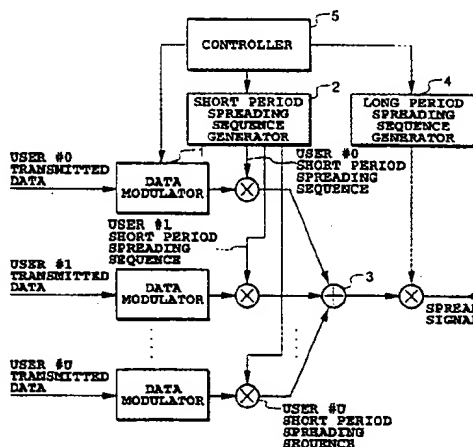 5
CONTROLLER
2
4
SHORT PERIOD
SPREADING
SEQUENCE
GENERATOR
LONG PERIOD
SPREADING
SEQUENCE
GENERATOR
USER #0
TRANSMITTED
DATA
1
DATA
MODULATOR
USER #0
SHORT PERIOD
SPREADING
SEQUENCE
USER #1
SHORT PERIOD
SPREADING
SEQUENCE
USER #1
TRANSMITTED
DATA
DATA
MODULATOR
3
SPREAD
SIGNAL
USER #U
TRANSMITTED
DATA
DATA
MODULATOR
USER #U
SHORT PERIOD
SPREADING
SEQUENCE